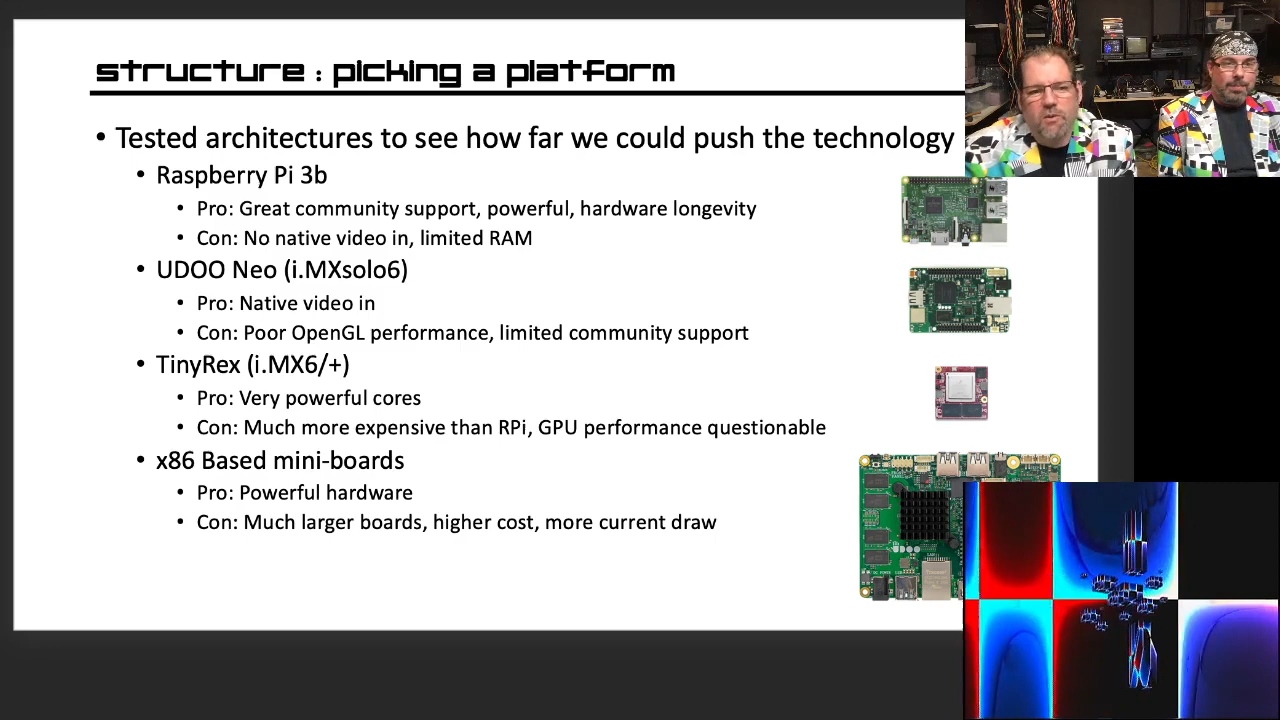 structure : picking a platform
• Tested architectures to see how far we could push the technology
• Raspberry Pi 3b
• Pro: Great community support, powerful, hardware longevity
• Con: No native video in, limited RAM
• UDOO Neo (i.MXsolo6)
• Pro: Native video in
• Con: Poor OpenGL performance, limited community support
• TinyRex (i.MX6/+)
• Pro: Very powerful cores
• Con: Much more expensive than RPi, GPU performance questionable
• x86 Based mini-boards
• Pro: Powerful hardware
• Con: Much larger boards, higher cost, more current draw